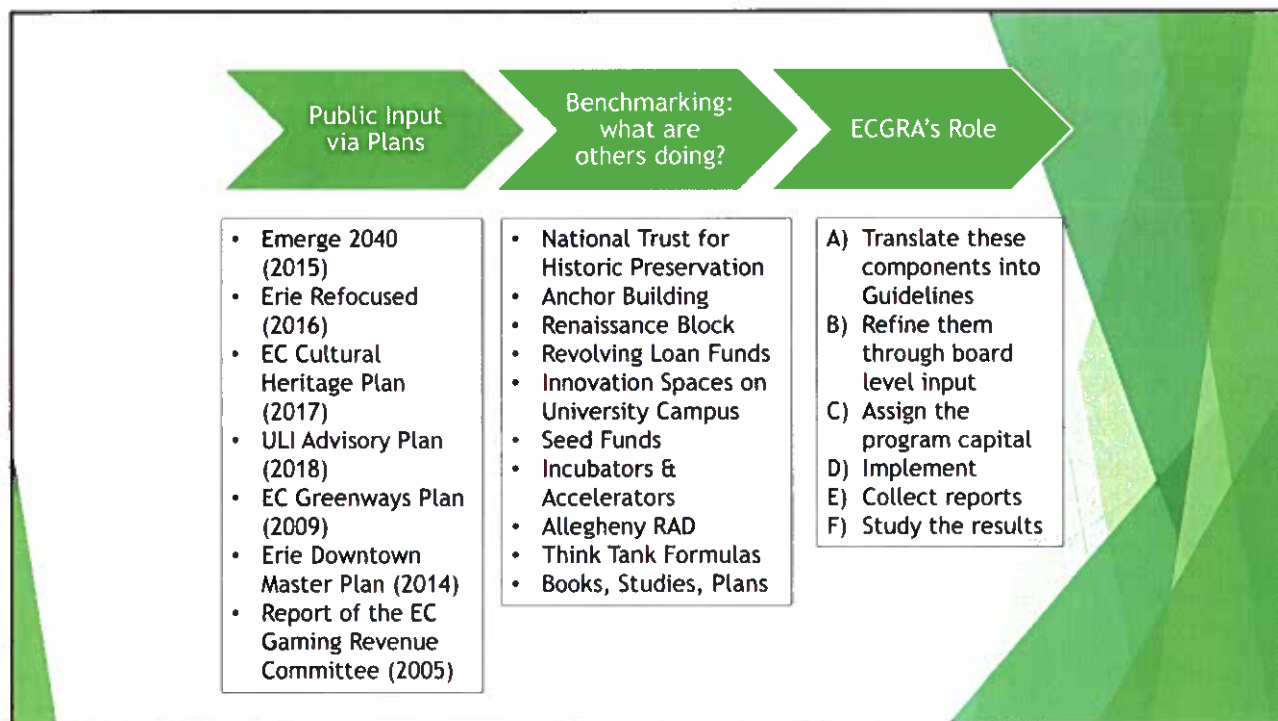 Public Input
via Plans
Benchmarking:
what are
others doing?
ECGRA's Role
• Emerge 2040
(2015)
• Erie Refocused
(2016)
• EC Cultural
Heritage Plan
(2017)
• ULI Advisory Plan
(2018)
• EC Greenways Plan
(2009)
• Erie Downtown
Master Plan (2014)
• Report of the EC
Gaming Revenue
Committee (2005)
• National Trust for
Historic Preservation
• Anchor Building
• Renaissance Block
• Revolving Loan Funds
• Innovation Spaces on
University Campus
• Seed Funds
• Incubators &
Accelerators
• Allegheny RAD
• Think Tank Formulas
• Books, Studies, Plans
A) Translate these
components into
Guidelines
B) Refine them
through board
level input
C) Assign the
program capital
D) Implement
E) Collect reports
F) Study the results